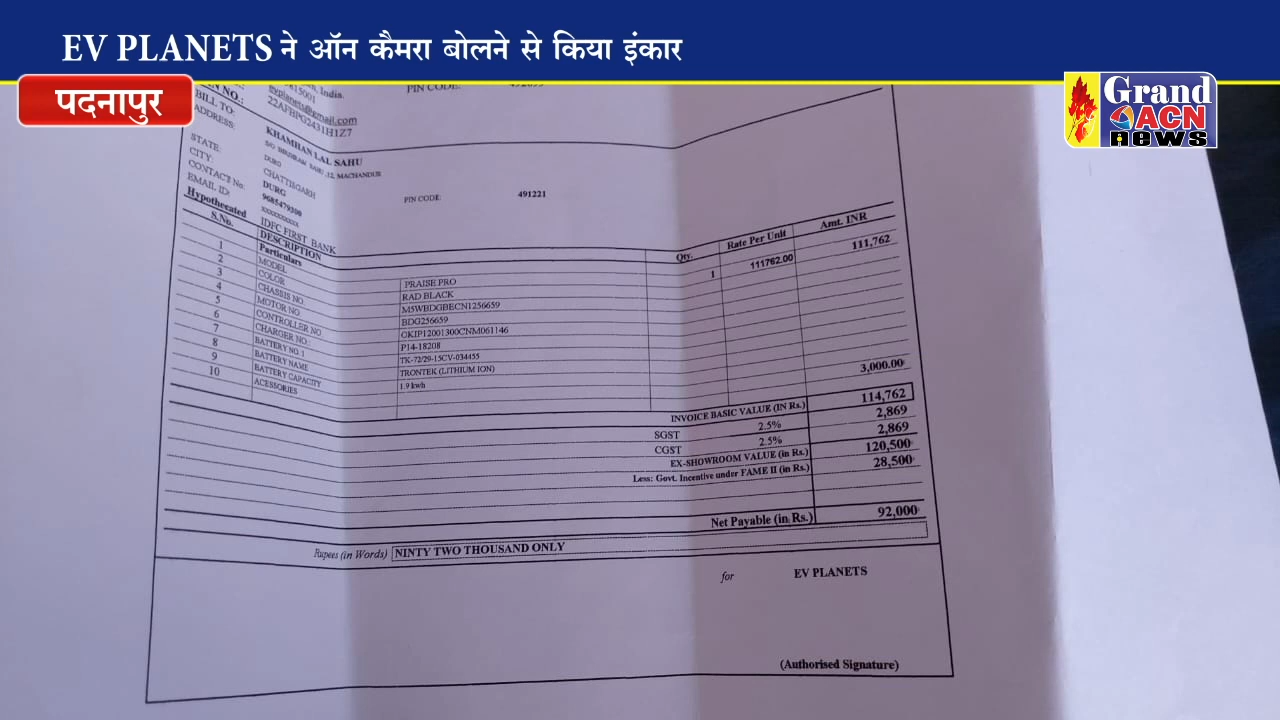 EV PLANETS ने ऑन कैमरा बोलने से किया इंकार
पदनापुर
Grand
ACN
news
Indis.
PIN CODE:
22AFBPG2431H1Z7
BILL TO: KHAMHAN LAL SAHU
ADDRESS:
DURG
STATE: CHATTISGARH
CITY: DURG PIN CODE: 491221
CONTACT No: 9685479300
EMAIL ID: xxxxxxxxxx
Hypothecated IDFC FIRST BANK
S.No. DESCRIPTION Qty. Rate Per Unit Amt. INR
Particulars
1 MODEL PRAISE PRO 1 111762.00 111,762
2 COLOR RAD BLACK
3 CHASSIS NO. M5WBDGBECN1256659
4 MOTOR NO BDG256659
5 CONTROLLER NO OKIP12001300CNM061146
6 CHARGER NO.: P14-18208
7 BATTERY NO. 1 TK-72/29-15CV-034455
8 BATTERY NAME TRONTEK (LITHIUM ION)
9 BATTERY CAPACITY 1.9 kwh
10 ACESSORIES 3,000.00
INVOICE BASIC VALUE (IN Rs.) 114,762
SGST 2.5% 2,869
CGST 2.5% 2,869
EX-SHOWROOM VALUE (in Rs.) 120,500
Less: Govt. Incentive under FAME II (in Rs.) 28,500
Net Payable (in Rs.) 92,000
Rupees (in Words) NINTY TWO THOUSAND ONLY
for EV PLANETS
(Authorised Signature)